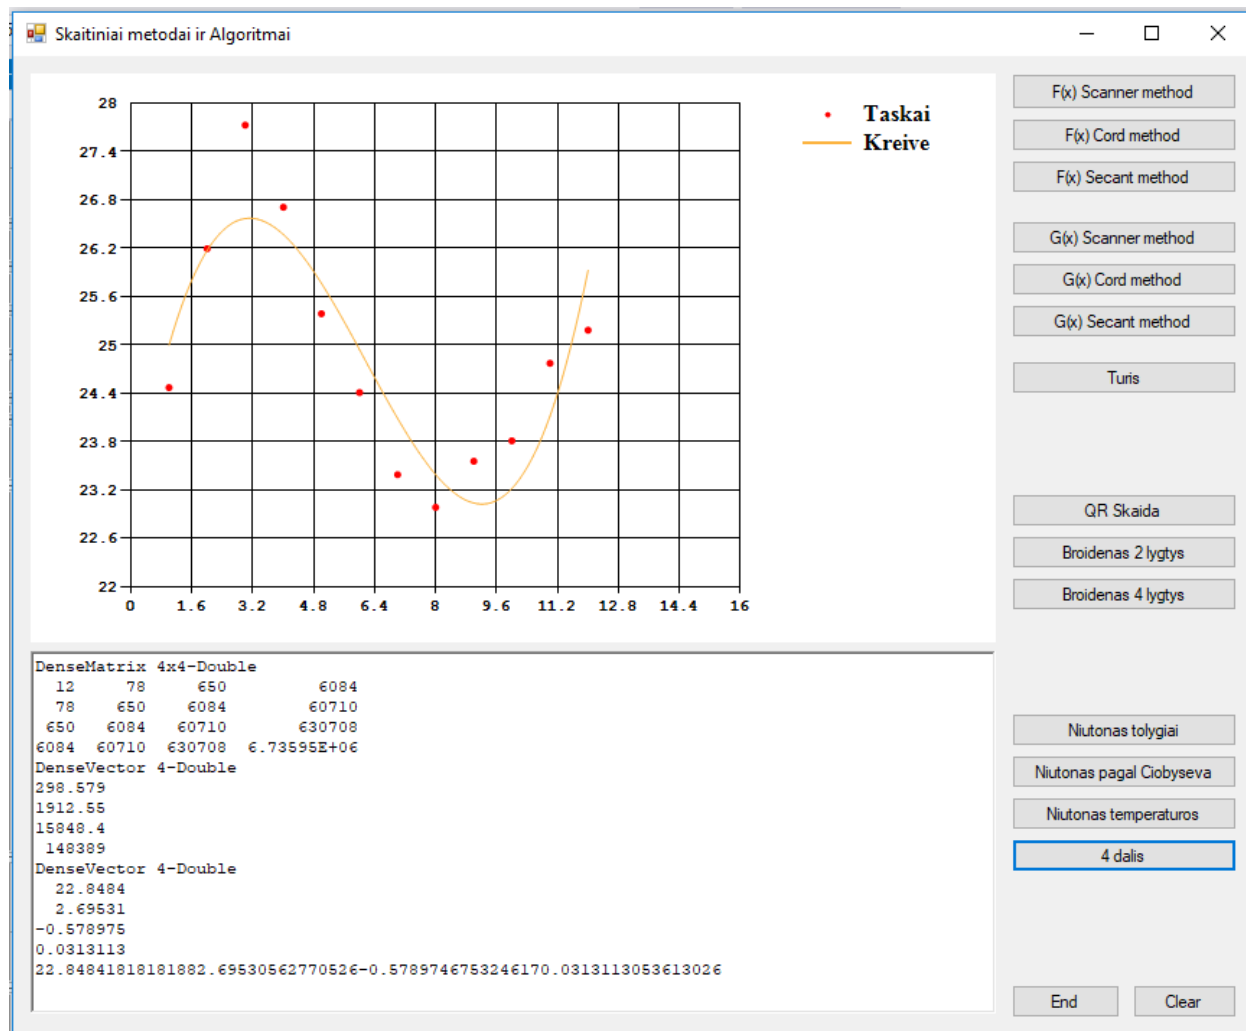 Skaitiniai metodai ir Algoritmai
28
27.4
26.8
26.2
25.6
25
24.4
23.8
23.2
22.6
22
0 1.6 3.2 4.8 6.4 8 9.6 11.2 12.8 14.4 16
Taskai
Kreive
F(x) Scanner method
F(x) Cord method
F(x) Secant method
G(x) Scanner method
G(x) Cord method
G(x) Secant method
Turis
QR Skaida
Broidenas 2 lygtys
Broidenas 4 lygtys
Niutonas tolygiai
Niutonas pagal Ciobyseva
Niutonas temperaturos
4 dalis
End Clear
DenseMatrix 4x4-Double
12 78 650 6084
78 650 6084 60710
650 6084 60710 630708
6084 60710 630708 6.73595E+06
DenseVector 4-Double
298.579
1912.55
15848.4
148389
DenseVector 4-Double
22.8484
2.69531
-0.578975
0.0313113
22.84841818181882.69530562770526-0.5789746753246170.0313113053613026